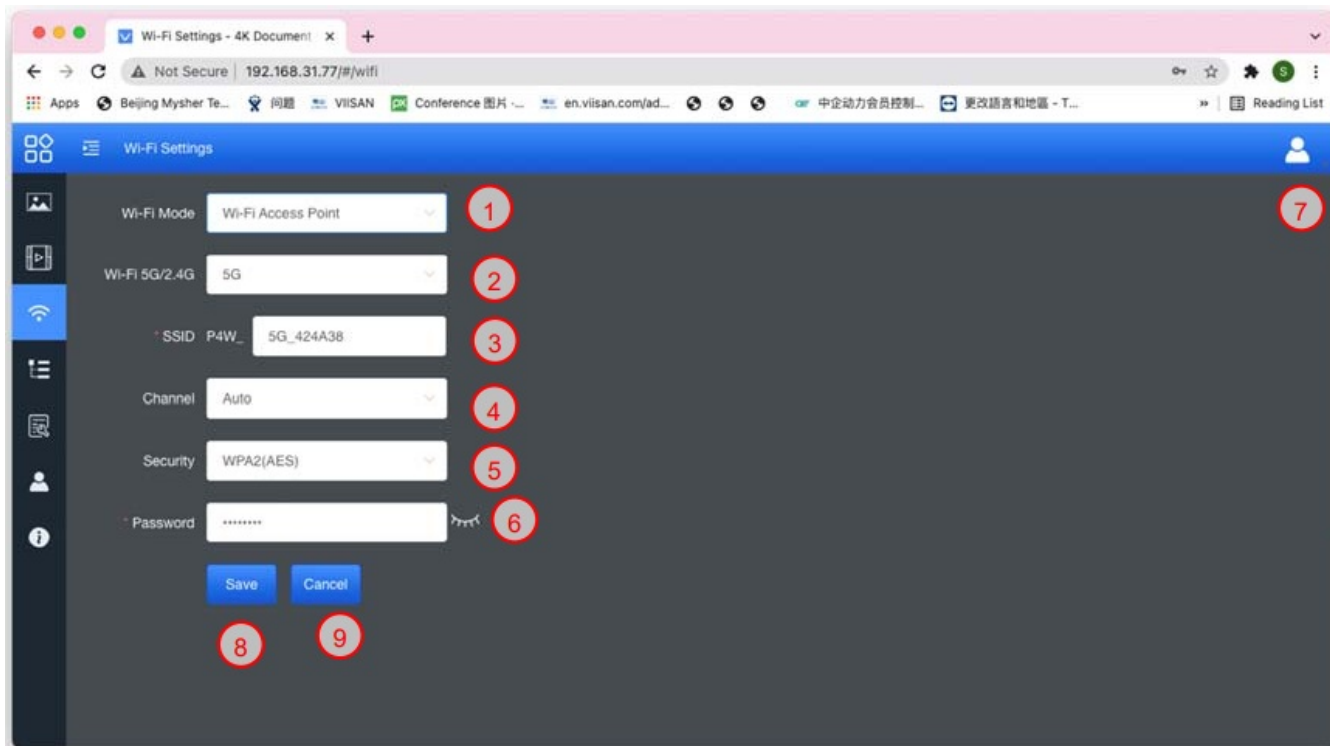 Wi-Fi Settings - 4K Document
Not Secure 192.168.31.77/#/wifi
S
Apps Beijing Mysher Te... 问題 VIISAN Conference 图片 -... en.viisan.com/ad... 中企动力会员控制... 更改語言和地區 - T... » Reading List
Wi-Fi Settings
Wi-Fi Mode Wi-Fi Access Point 1
7
Wi-Fi 5G/2.4G 5G 2
* SSID P4W_ 5G_424A38 3
Channel Auto 4
Security WPA2(AES) 5
* Password •••••••• 6
Save Cancel
8 9